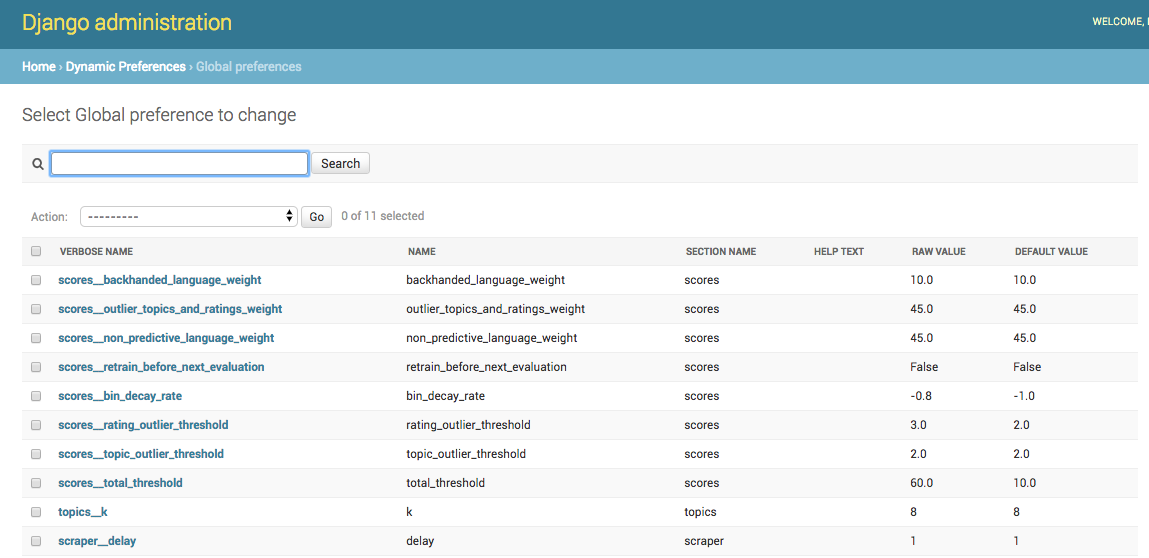 Django administration
WELCOME,
Home › Dynamic Preferences › Global preferences
Select Global preference to change
Search
Action: --------- Go 0 of 11 selected
VERBOSE NAME NAME SECTION NAME HELP TEXT RAW VALUE DEFAULT VALUE
scores__backhanded_language_weight backhanded_language_weight scores 10.0 10.0
scores__outlier_topics_and_ratings_weight outlier_topics_and_ratings_weight scores 45.0 45.0
scores__non_predictive_language_weight non_predictive_language_weight scores 45.0 45.0
scores__retrain_before_next_evaluation retrain_before_next_evaluation scores False False
scores__bin_decay_rate bin_decay_rate scores -0.8 -1.0
scores__rating_outlier_threshold rating_outlier_threshold scores 3.0 2.0
scores__topic_outlier_threshold topic_outlier_threshold scores 2.0 2.0
scores__total_threshold total_threshold scores 60.0 10.0
topics__k k topics 8 8
scraper__delay delay scraper 1 1